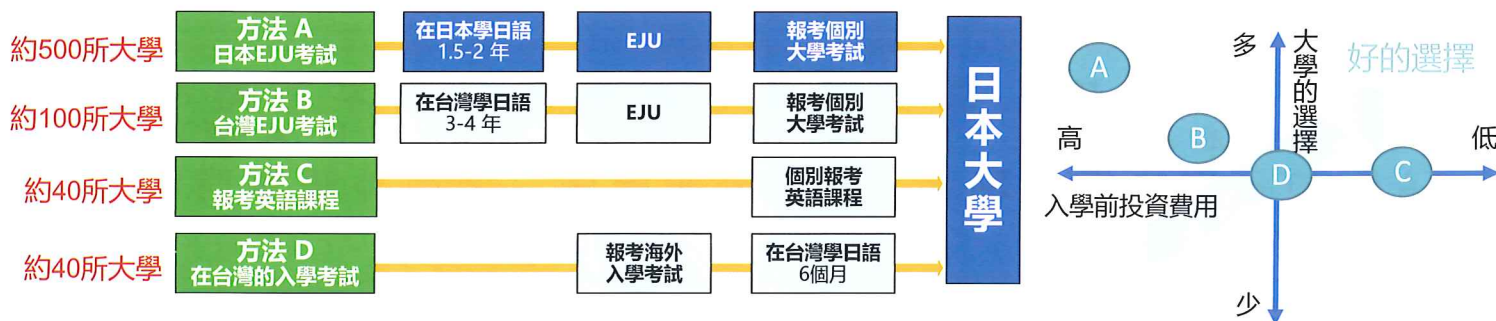 約500所大學
方法 A
日本EJU考試
在日本學日語
1.5-2 年
EJU
報考個別
大學考試
約100所大學
方法 B
台灣EJU考試
在台灣學日語
3-4 年
EJU
報考個別
大學考試
約40所大學
方法 C
報考英語課程
個別報考
英語課程
約40所大學
方法 D
在台灣的入學考試
報考海外
入學考試
在台灣學日語
6個月
日本大學
多
大學的選擇
好的選擇
A
B
高
低
D
C
入學前投資費用
少